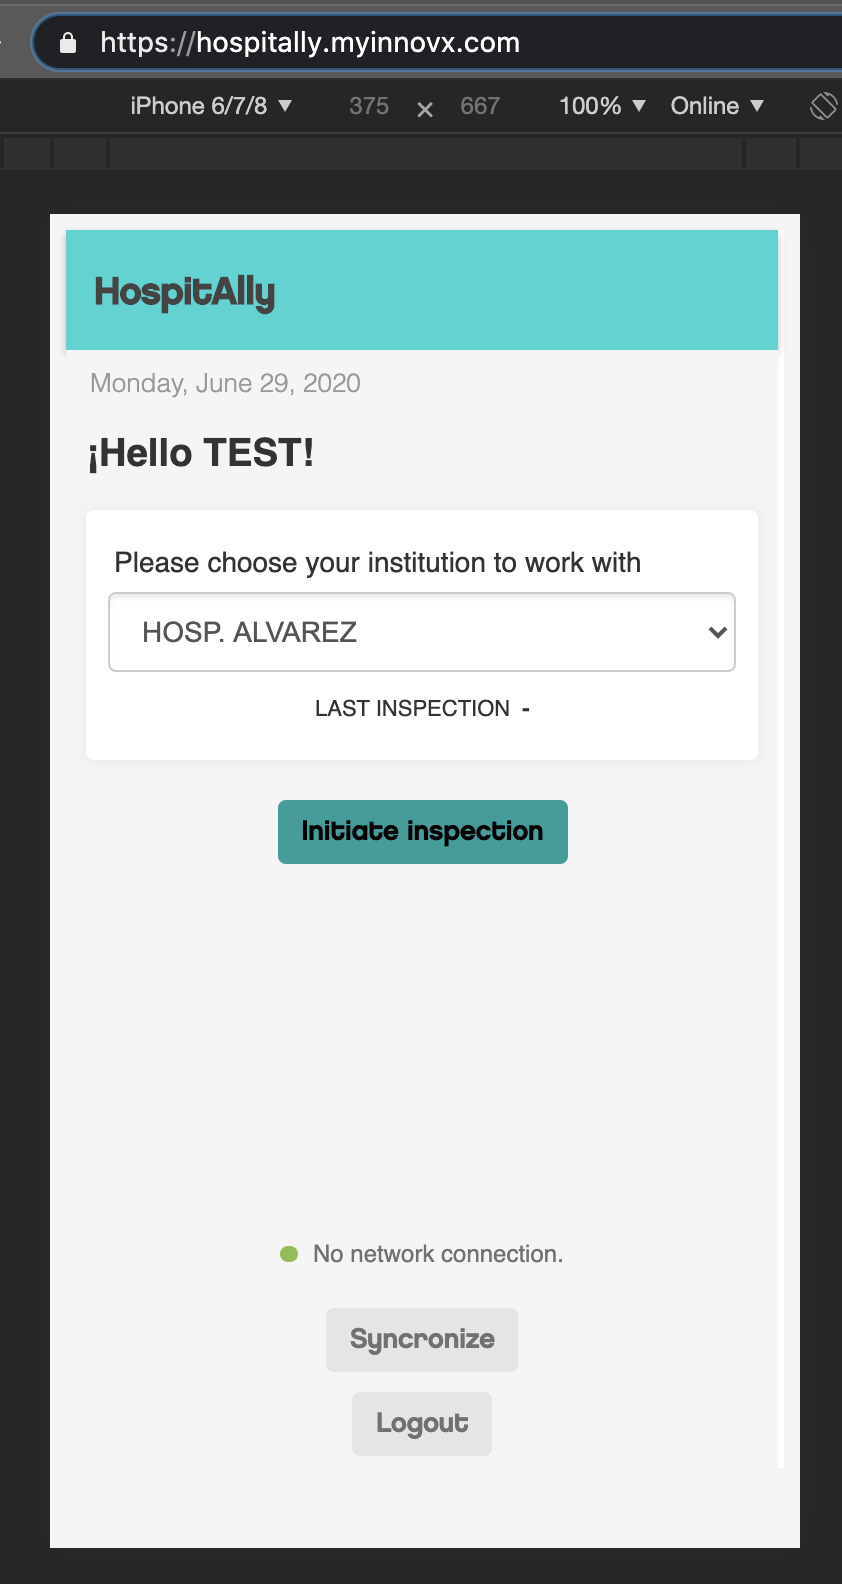 https://hospitally.myinnovx.com
iPhone 6/7/8 ▼ 375 × 667 100% ▼ Online ▼
HospitAlly
Monday, June 29, 2020
¡Hello TEST!
Please choose your institution to work with
HOSP. ALVAREZ
LAST INSPECTION -
Initiate inspection
No network connection.
Syncronize
Logout